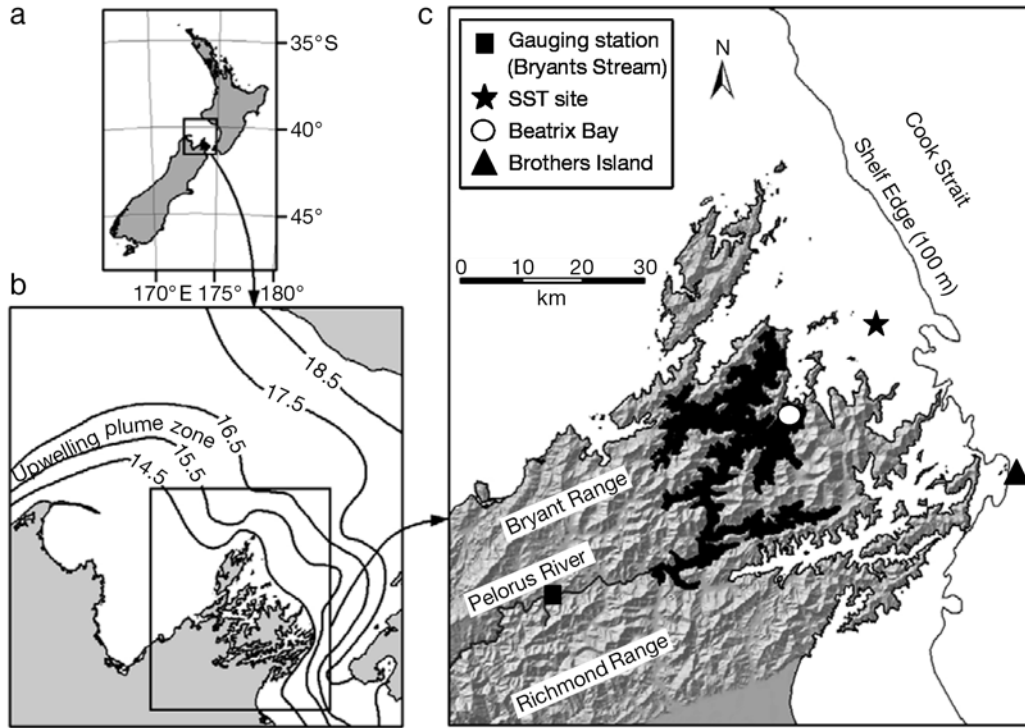 a
35°S
40°
45°
170°E 175° 180°
b
18.5
17.5
16.5
15.5
14.5
Upwelling plume zone
c
Gauging station
(Bryants Stream)
SST site
Beatrix Bay
Brothers Island
N
Cook Strait
Shelf Edge (100 m)
0 10 20 30
km
Bryant Range
Pelorus River
Richmond Range